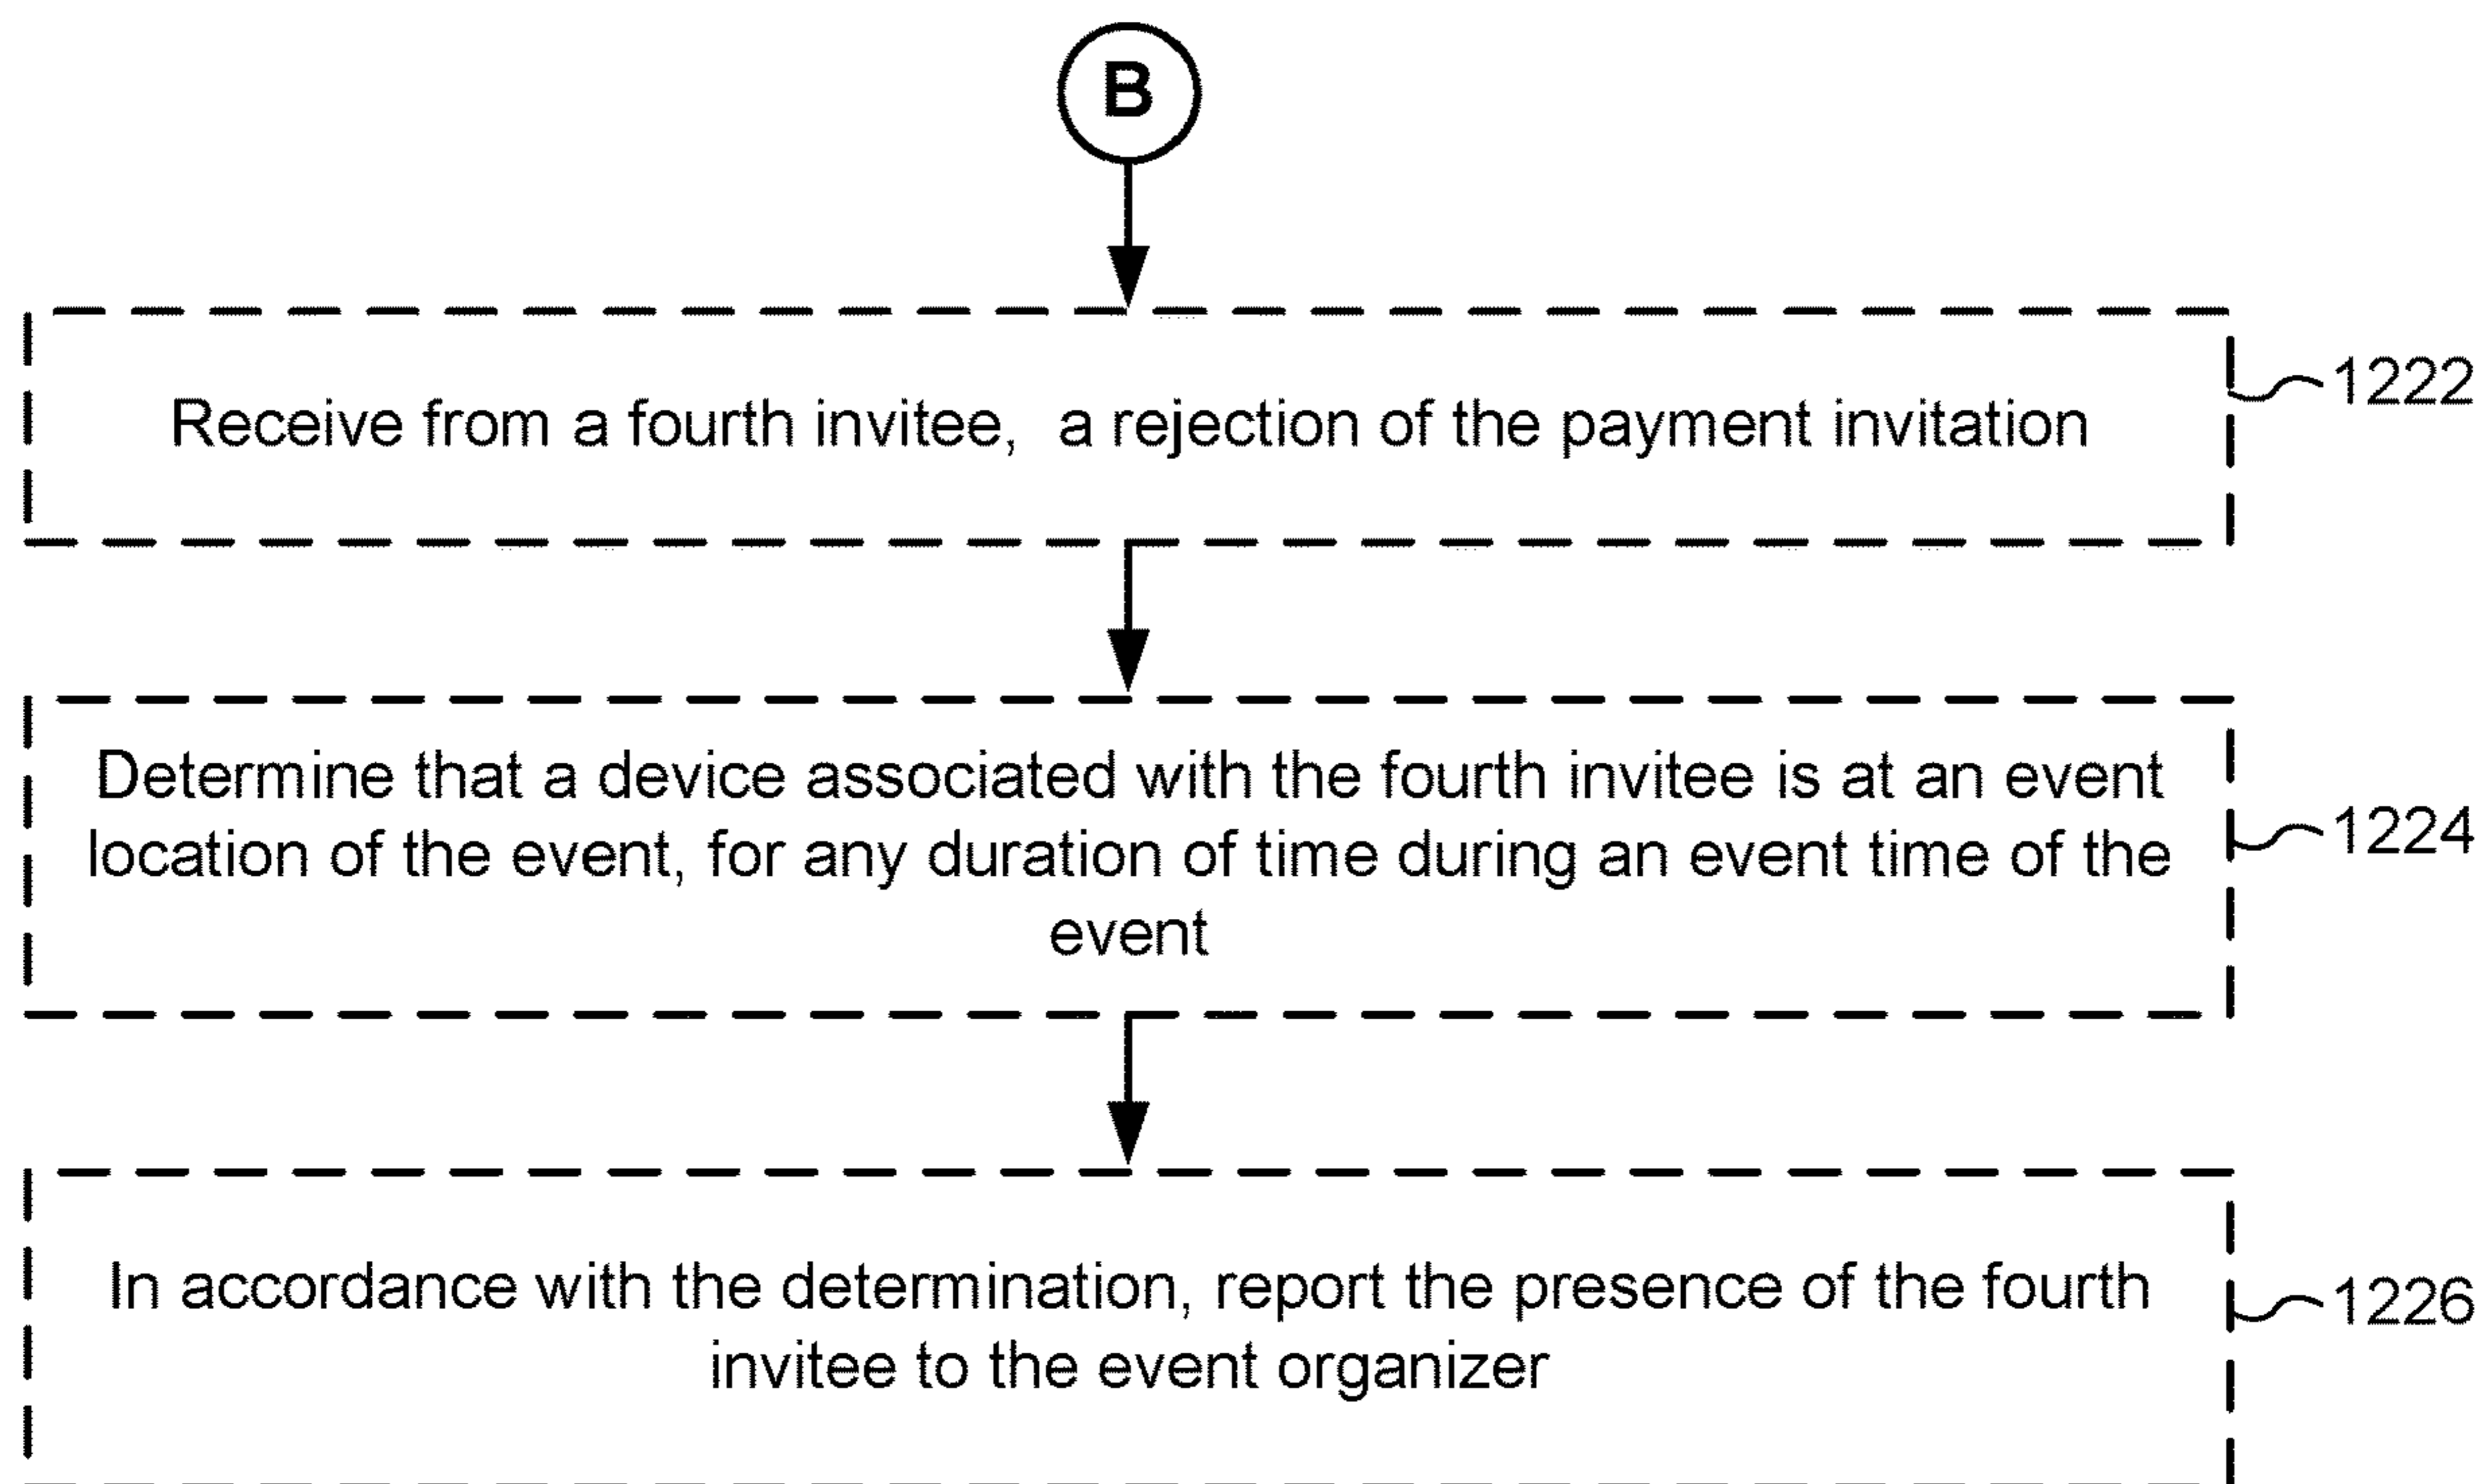 B
Receive from a fourth invitee, a rejection of the payment invitation
1222
Determine that a device associated with the fourth invitee is at an event
location of the event, for any duration of time during an event time of the
event
1224
In accordance with the determination, report the presence of the fourth
invitee to the event organizer
1226